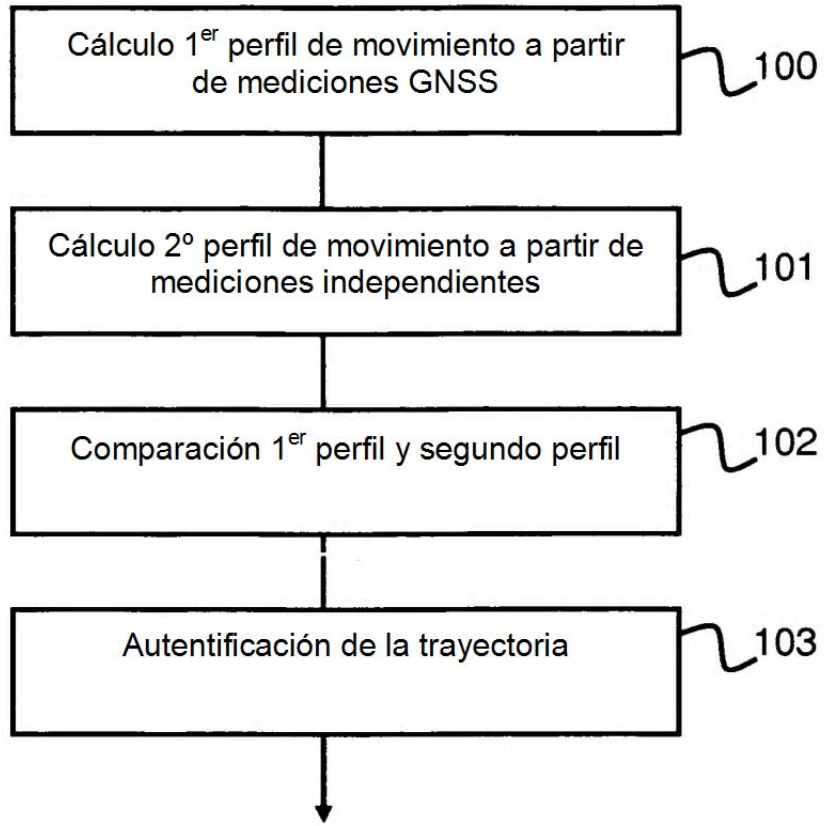 Cálculo 1er perfil de movimiento a partir
de mediciones GNSS
100
Cálculo 2º perfil de movimiento a partir de
mediciones independientes
101
Comparación 1er perfil y segundo perfil
102
Autentificación de la trayectoria
103